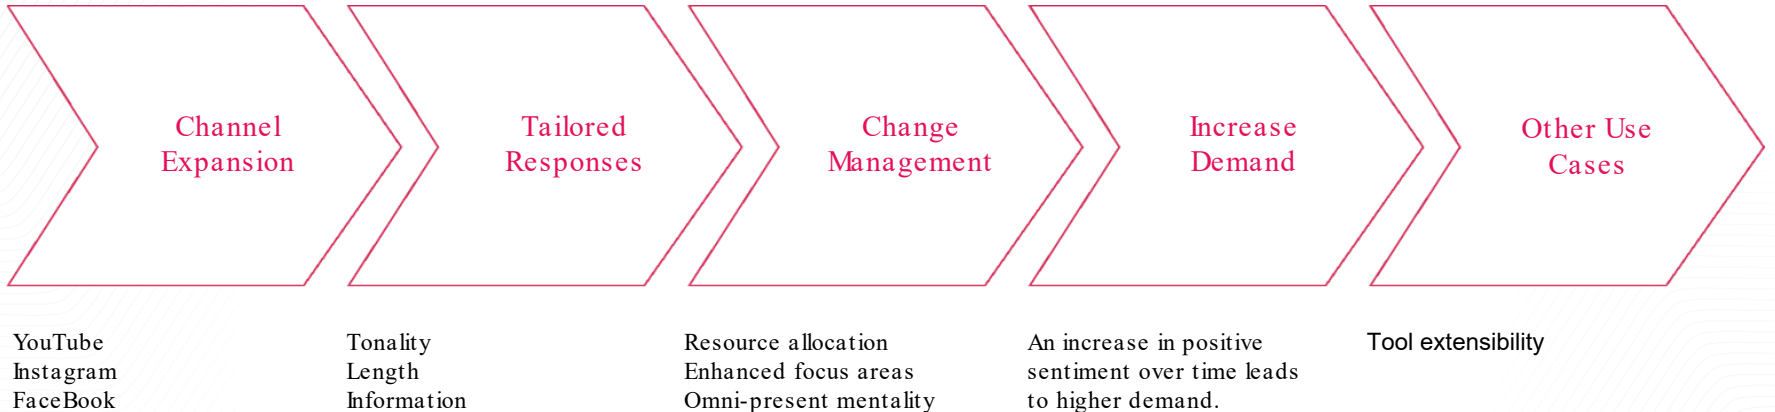 Channel
Expansion
Tailored
Responses
Change
Management
Increase
Demand
Other Use
Cases
YouTube
Instagram
FaceBook
Tonality
Length
Information
Resource allocation
Enhanced focus areas
Omni-present mentality
An increase in positive
sentiment over time leads
to higher demand.
Tool extensibility